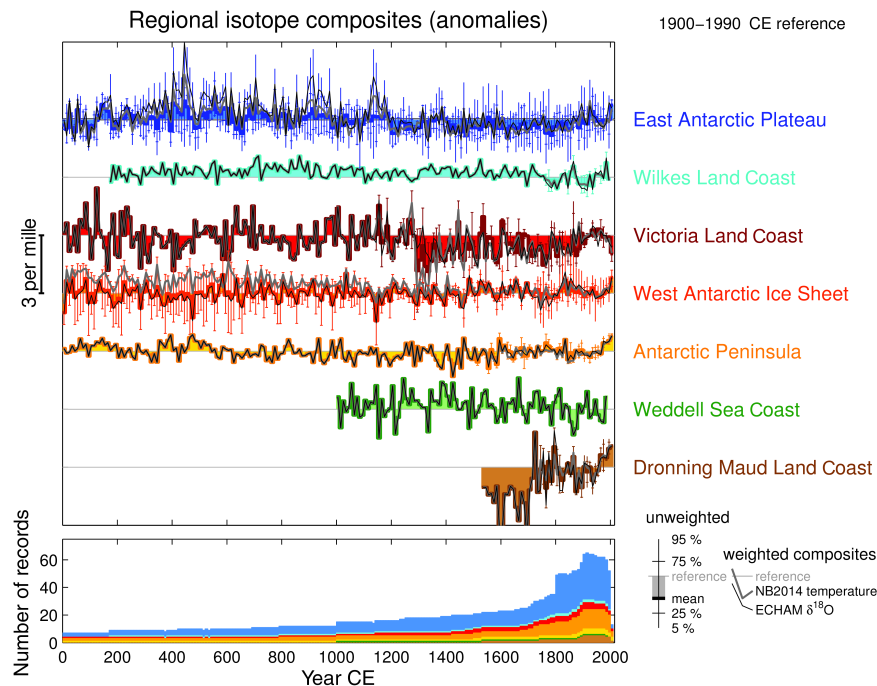 Regional isotope composites (anomalies)
1900−1990 CE reference
East Antarctic Plateau
Wilkes Land Coast
Victoria Land Coast
3 per mille
West Antarctic Ice Sheet
Antarctic Peninsula
Weddell Sea Coast
Dronning Maud Land Coast
unweighted
95 %
75 %
reference
mean
25 %
5 %
weighted composites
reference
NB2014 temperature
ECHAM δ¹⁸O
Number of records
60
40
20
0
0 200 400 600 800 1000 1200 1400 1600 1800 2000
Year CE